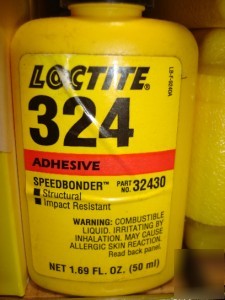 LOCTITE®
324
ADHESIVE
SPEEDBONDER™ PART NO. 32430
Structural
Impact Resistant
WARNING: COMBUSTIBLE
LIQUID. IRRITATING BY
INHALATION. MAY CAUSE
ALLERGIC SKIN REACTION.
Read back panel.
NET 1.69 FL. OZ. (50 ml)